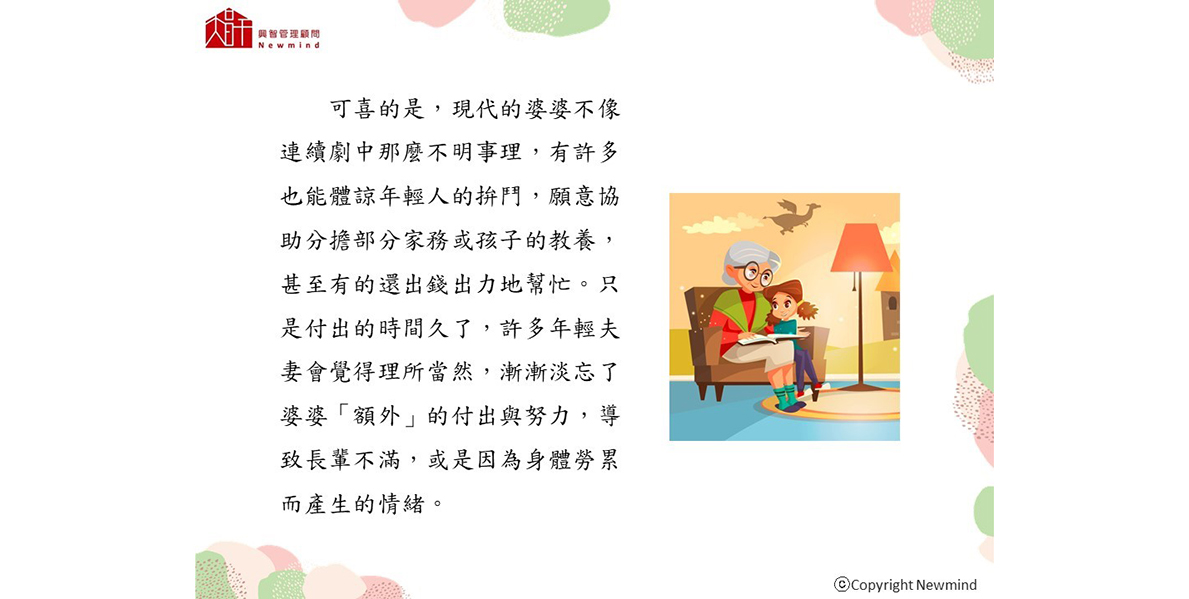 興智管理顧問
Newmind
可喜的是，現代的婆婆不像
連續劇中那麼不明事理，有許多
也能體諒年輕人的拚鬥，願意協
助分擔部分家務或孩子的教養，
甚至有的還出錢出力地幫忙。只
是付出的時間久了，許多年輕夫
妻會覺得理所當然，漸漸淡忘了
婆婆「額外」的付出與努力，導
致長輩不滿，或是因為身體勞累
而產生的情緒。
©Copyright Newmind